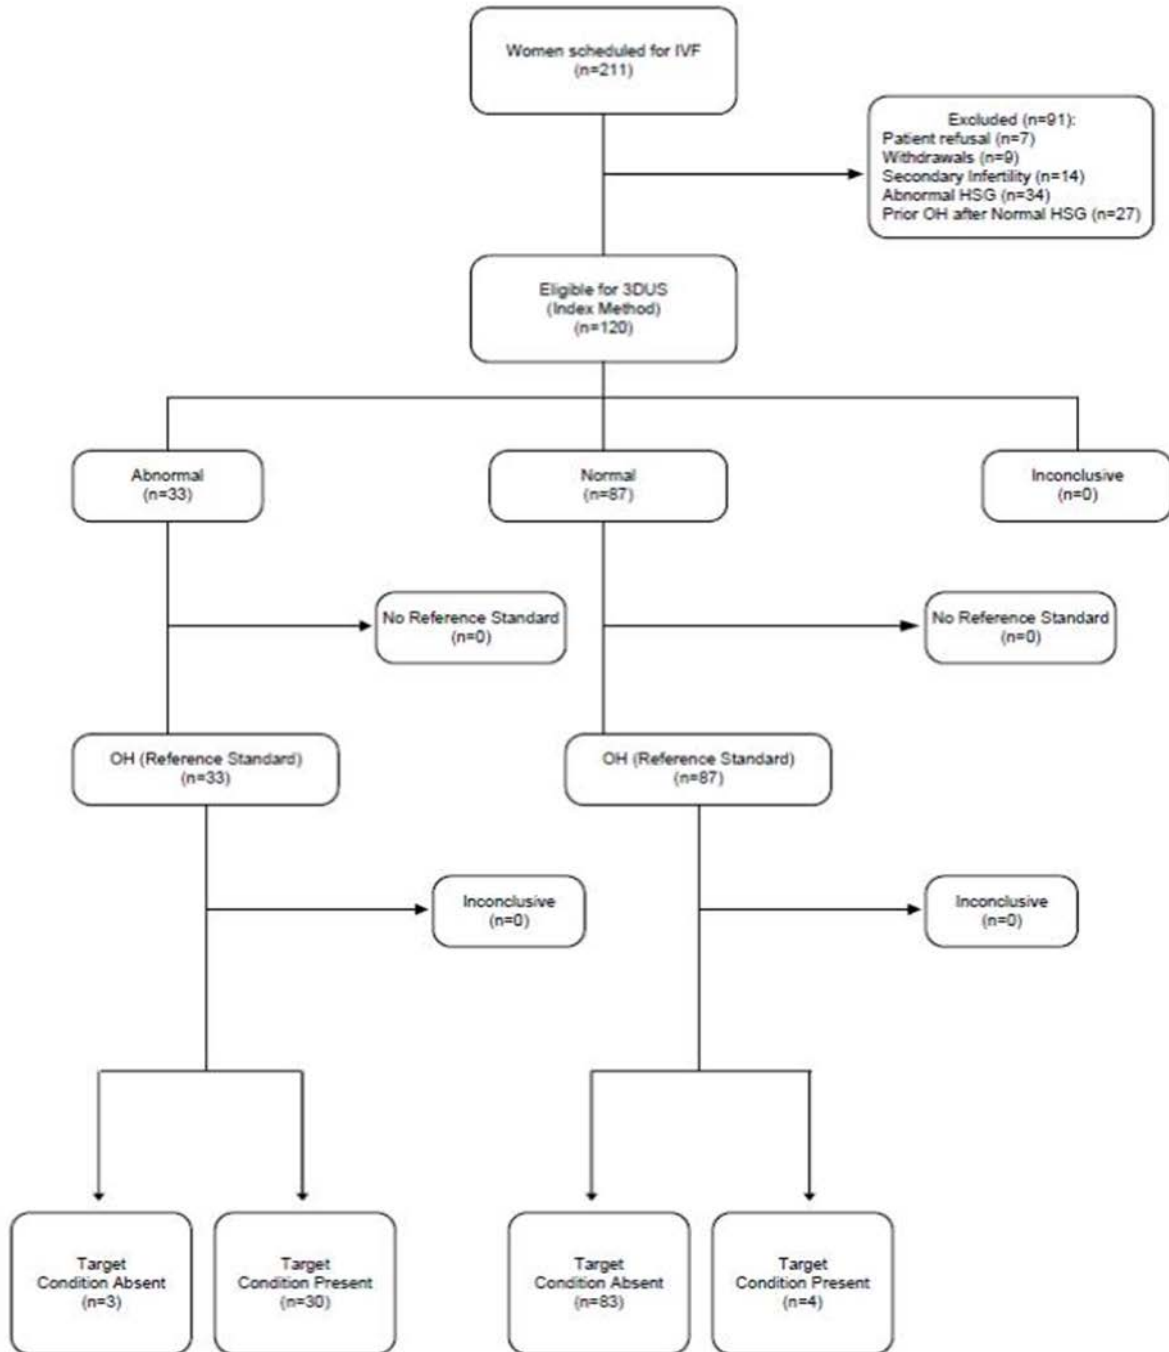 Women scheduled for IVF
(n=211)
Excluded (n=91):
Patient refusal (n=7)
Withdrawals (n=9)
Secondary Infertility (n=14)
Abnormal HSG (n=34)
Prior OH after Normal HSG (n=27)
Eligible for 3DUS
(Index Method)
(n=120)
Abnormal
(n=33)
Normal
(n=87)
Inconclusive
(n=0)
No Reference Standard
(n=0)
No Reference Standard
(n=0)
OH (Reference Standard)
(n=33)
OH (Reference Standard)
(n=87)
Inconclusive
(n=0)
Inconclusive
(n=0)
Target
Condition Absent
(n=3)
Target
Condition Present
(n=30)
Target
Condition Absent
(n=83)
Target
Condition Present
(n=4)